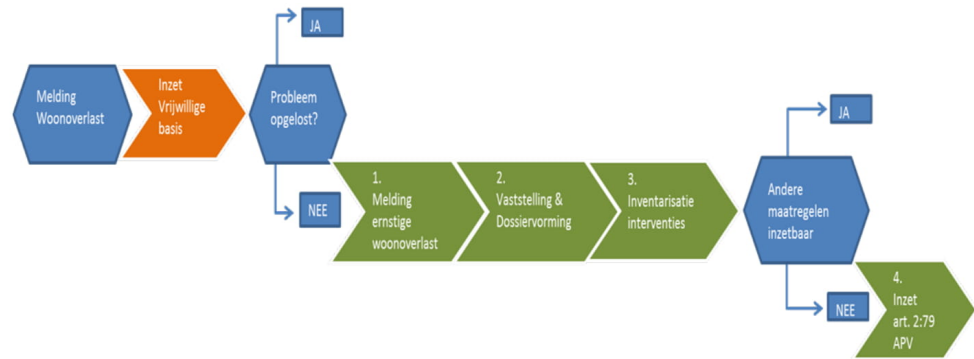 JA
Melding
Woonoverlast
Inzet
Vrijwillige
basis
Probleem
opgelost?
NEE
1.
Melding
ernstige
woonoverlast
2.
Vaststelling &
Dossiervorming
3.
Inventarisatie
interventies
JA
Andere
maatregelen
inzetbaar
NEE
4.
Inzet
art. 2:79
APV